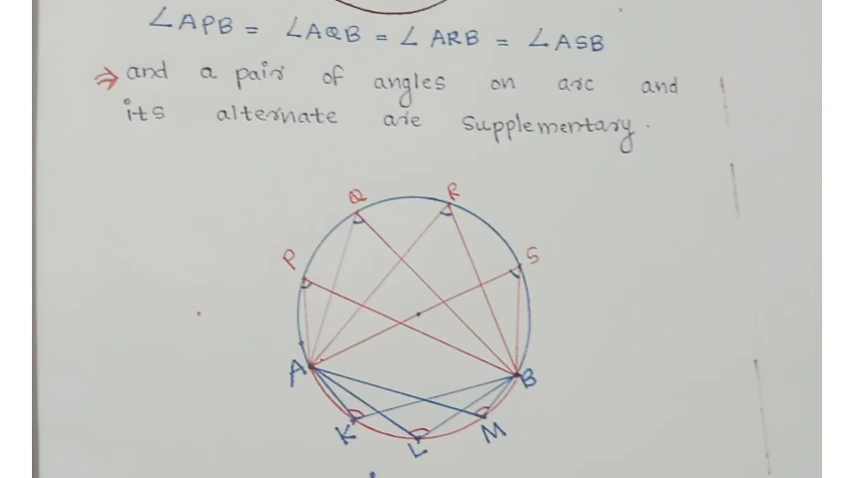 ∠APB = ∠AQB = ∠ARB = ∠ASB
⇒ and a pair of angles on arc and
its alternate are supplementary.
Q R
P S
A B
K L M